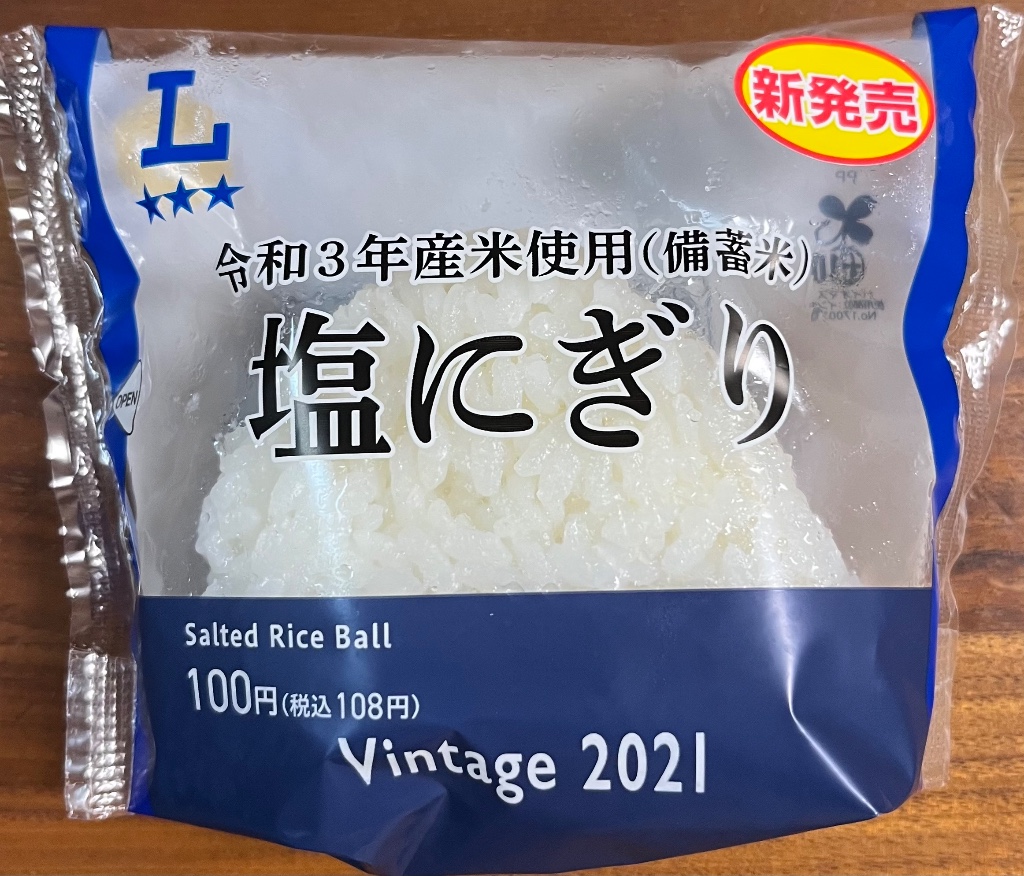 L
新発売
PP
令和3年産米使用(備蓄米)
塩にぎり
OPEN
Salted Rice Ball
100円(税込108円)
Vintage 2021